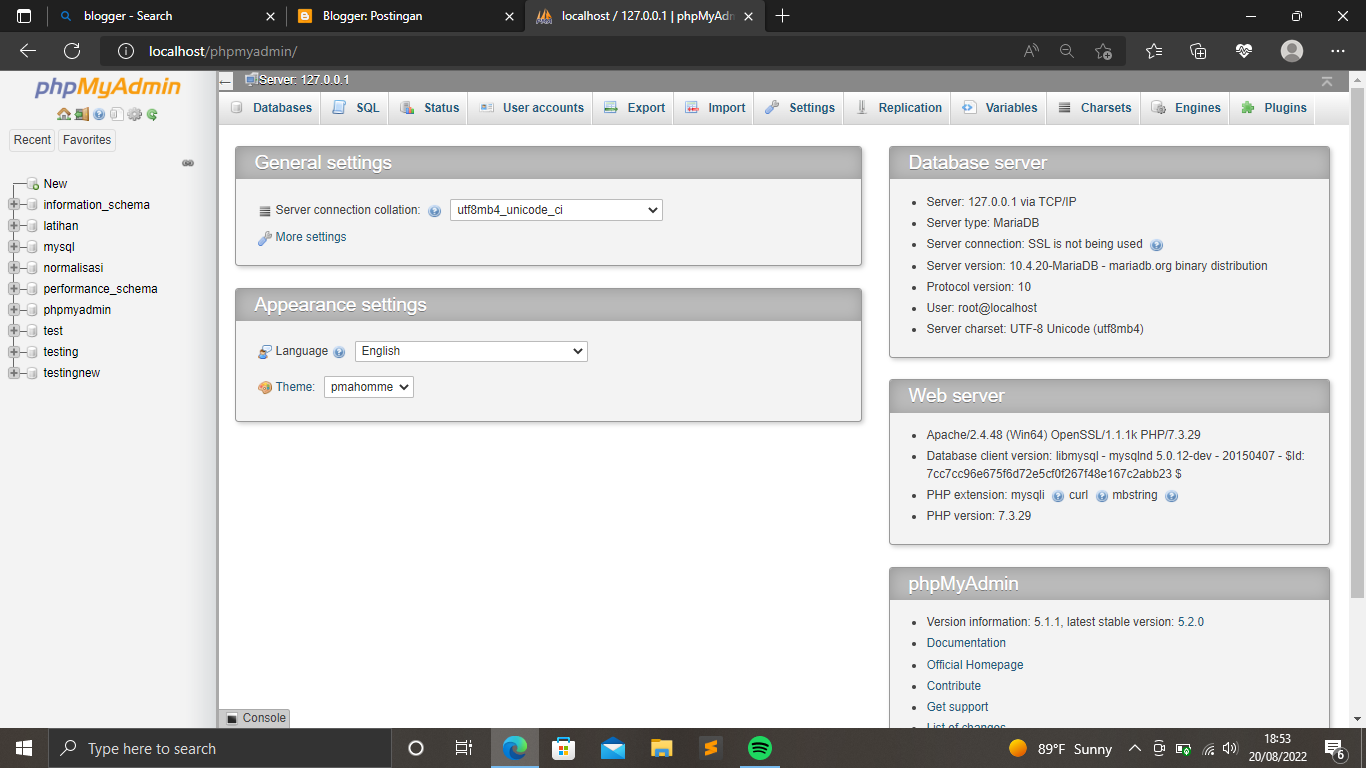 blogger - Search
Blogger: Postingan
localhost / 127.0.0.1 | phpMyAdm
localhost/phpmyadmin/
phpMyAdmin
Recent
Favorites
New
information_schema
latihan
mysql
normalisasi
performance_schema
phpmyadmin
test
testing
testingnew
Server: 127.0.0.1
Databases
SQL
Status
User accounts
Export
Import
Settings
Replication
Variables
Charsets
Engines
Plugins
General settings
Server connection collation:
utf8mb4_unicode_ci
More settings
Appearance settings
Language
English
Theme:
pmahomme
Database server
Server: 127.0.0.1 via TCP/IP
Server type: MariaDB
Server connection: SSL is not being used
Server version: 10.4.20-MariaDB - mariadb.org binary distribution
Protocol version: 10
User: root@localhost
Server charset: UTF-8 Unicode (utf8mb4)
Web server
Apache/2.4.48 (Win64) OpenSSL/1.1.1k PHP/7.3.29
Database client version: libmysql - mysqlnd 5.0.12-dev - 20150407 - $Id:
7cc7cc96e675f6d72e5cf0f267f48e167c2abb23 $
PHP extension: mysqli curl mbstring
PHP version: 7.3.29
phpMyAdmin
Version information: 5.1.1, latest stable version: 5.2.0
Documentation
Official Homepage
Contribute
Get support
List of changes
Console
Type here to search
89°F Sunny
18:53
20/08/2022
6